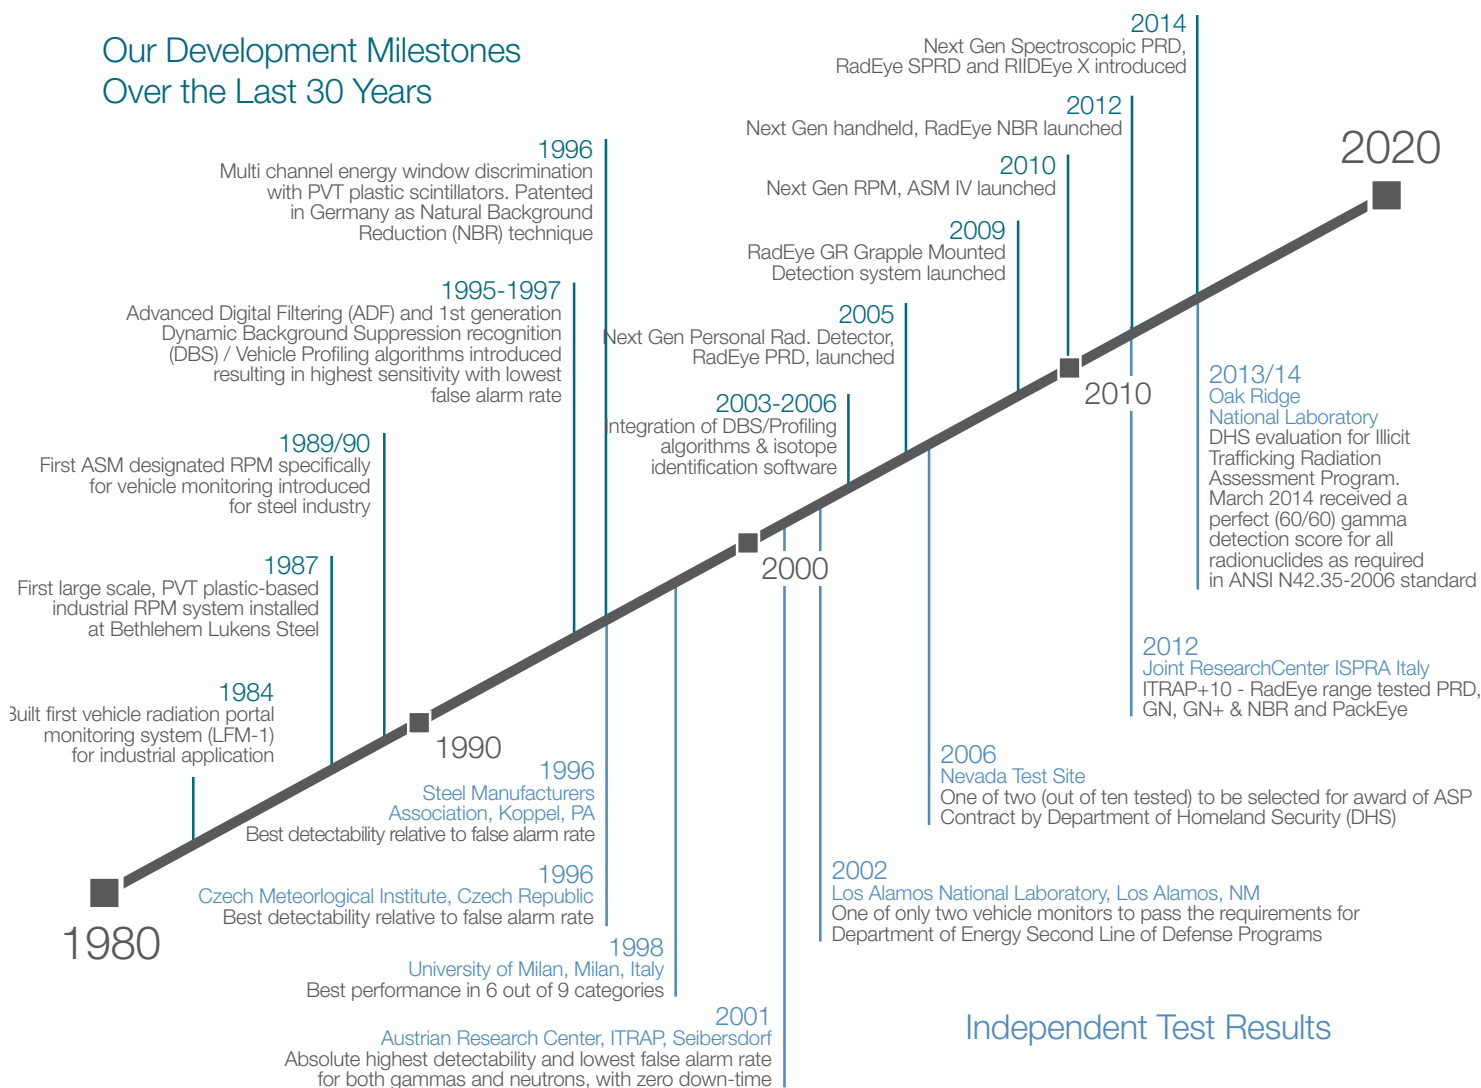 Our Development Milestones
Over the Last 30 Years
2014
Next Gen Spectroscopic PRD,
RadEye SPRD and RIIDEye X introduced
2012
Next Gen handheld, RadEye NBR launched
2010
Next Gen RPM, ASM IV launched
2009
RadEye GR Grapple Mounted
Detection system launched
2005
Next Gen Personal Rad. Detector,
RadEye PRD, launched
2003-2006
Integration of DBS/Profiling
algorithms & isotope
identification software
1996
Multi channel energy window discrimination
with PVT plastic scintillators. Patented
in Germany as Natural Background
Reduction (NBR) technique
1995-1997
Advanced Digital Filtering (ADF) and 1st generation
Dynamic Background Suppression recognition
(DBS) / Vehicle Profiling algorithms introduced
resulting in highest sensitivity with lowest
false alarm rate
1989/90
First ASM designated RPM specifically
for vehicle monitoring introduced
for steel industry
1987
First large scale, PVT plastic-based
industrial RPM system installed
at Bethlehem Lukens Steel
1984
Built first vehicle radiation portal
monitoring system (LFM-1)
for industrial application
1980
1990
2000
2010
2020
1996
Steel Manufacturers
Association, Koppel, PA
Best detectability relative to false alarm rate
1996
Czech Meteorlogical Institute, Czech Republic
Best detectability relative to false alarm rate
1998
University of Milan, Milan, Italy
Best performance in 6 out of 9 categories
2001
Austrian Research Center, ITRAP, Seibersdorf
Absolute highest detectability and lowest false alarm rate
for both gammas and neutrons, with zero down-time
2002
Los Alamos National Laboratory, Los Alamos, NM
One of only two vehicle monitors to pass the requirements for
Department of Energy Second Line of Defense Programs
2006
Nevada Test Site
One of two (out of ten tested) to be selected for award of ASP
Contract by Department of Homeland Security (DHS)
2012
Joint ResearchCenter ISPRA Italy
ITRAP+10 - RadEye range tested PRD,
GN, GN+ & NBR and PackEye
2013/14
Oak Ridge
National Laboratory
DHS evaluation for Illicit
Trafficking Radiation
Assessment Program.
March 2014 received a
perfect (60/60) gamma
detection score for all
radionuclides as required
in ANSI N42.35-2006 standard
Independent Test Results